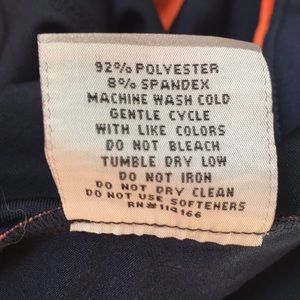 92% POLYESTER
8% SPANDEX
MACHINE WASH COLD
GENTLE CYCLE
WITH LIKE COLORS
DO NOT BLEACH
TUMBLE DRY LOW
DO NOT IRON
DO NOT DRY CLEAN
DO NOT USE SOFTENERS
RN#114166